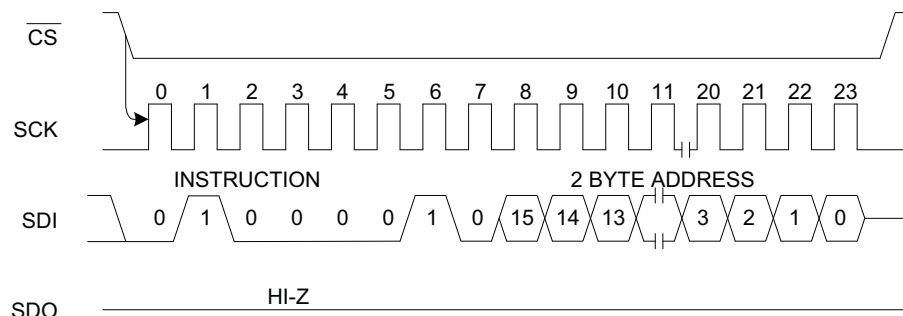 CS
0 1 2 3 4 5 6 7 8 9 10 11 20 21 22 23
SCK
INSTRUCTION 2 BYTE ADDRESS
SDI 0 1 0 0 0 0 1 0 15 14 13 3 2 1 0
HI-Z
SDO